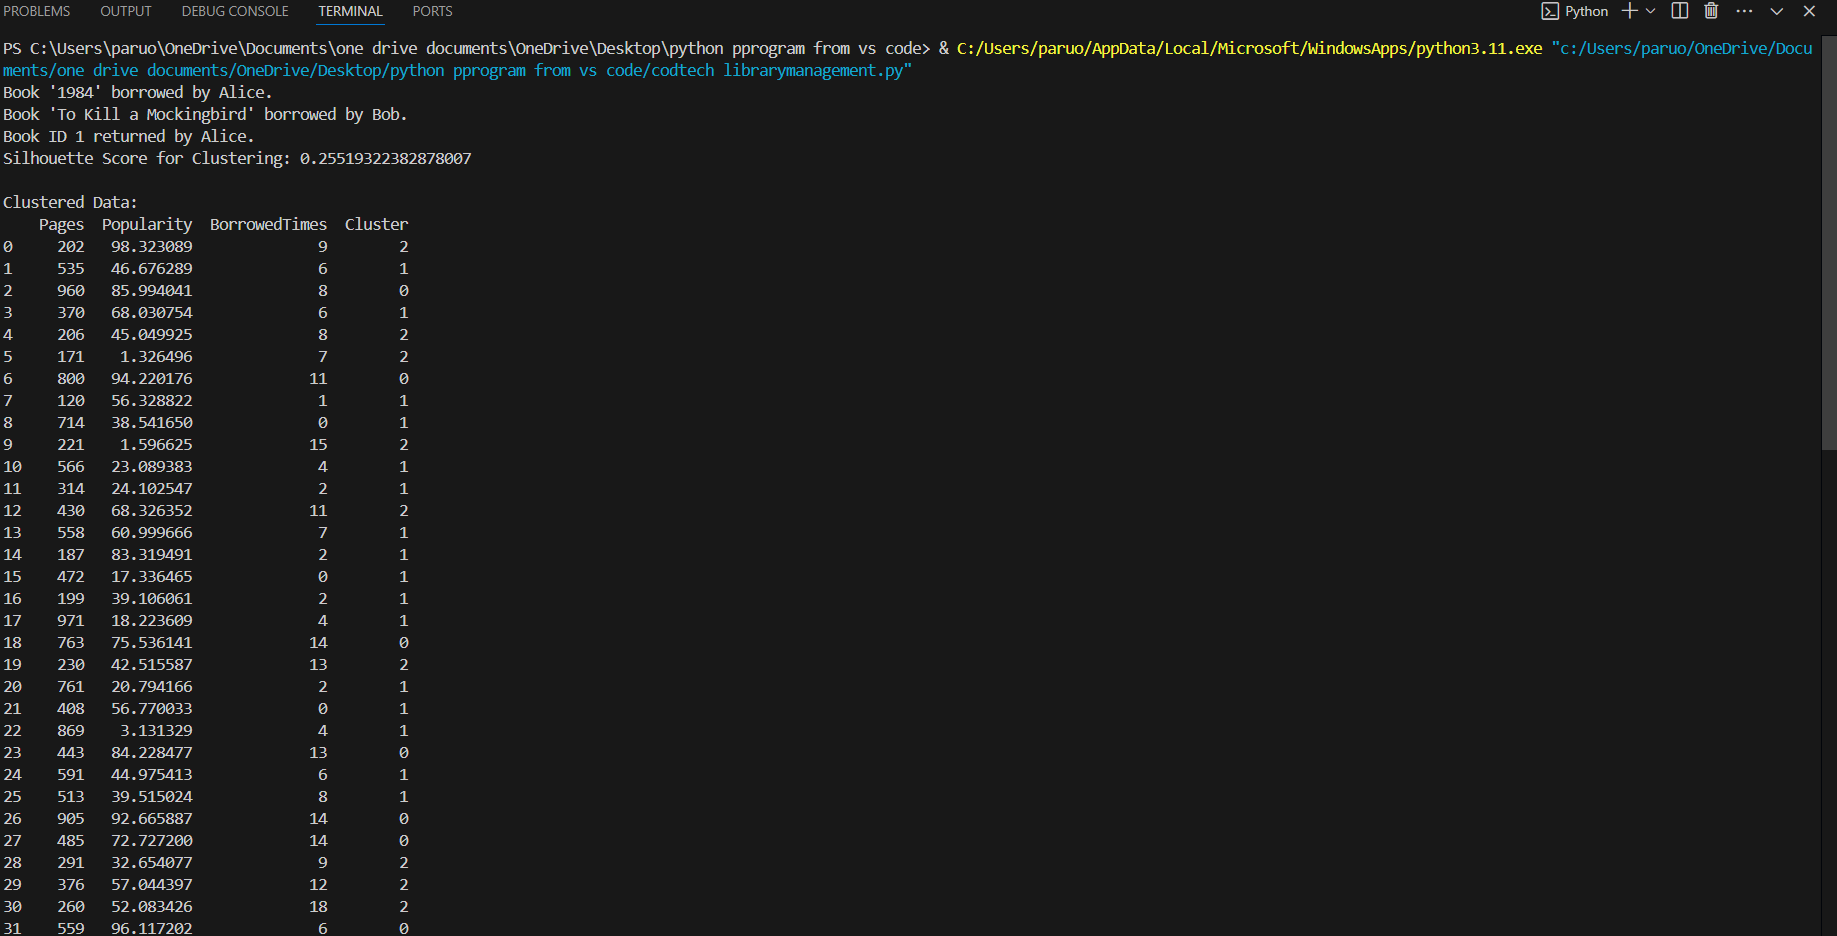 PROBLEMS OUTPUT DEBUG CONSOLE TERMINAL PORTS Python
PS C:\Users\paruo\OneDrive\Documents\one drive documents\OneDrive\Desktop\python pprogram from vs code> & C:/Users/paruo/AppData/Local/Microsoft/WindowsApps/python3.11.exe "c:/Users/paruo/OneDrive/Docu
ments/one drive documents/OneDrive/Desktop/python pprogram from vs code/codtech librarymanagement.py"
Book '1984' borrowed by Alice.
Book 'To Kill a Mockingbird' borrowed by Bob.
Book ID 1 returned by Alice.
Silhouette Score for Clustering: 0.25519322382878007
Clustered Data:
Pages Popularity BorrowedTimes Cluster
0 202 98.323089 9 2
1 535 46.676289 6 1
2 960 85.994041 8 0
3 370 68.030754 6 1
4 206 45.049925 8 2
5 171 1.326496 7 2
6 800 94.220176 11 0
7 120 56.328822 1 1
8 714 38.541650 0 1
9 221 1.596625 15 2
10 566 23.089383 4 1
11 314 24.102547 2 1
12 430 68.326352 11 2
13 558 60.999666 7 1
14 187 83.319491 2 1
15 472 17.336465 0 1
16 199 39.106061 2 1
17 971 18.223609 4 1
18 763 75.536141 14 0
19 230 42.515587 13 2
20 761 20.794166 2 1
21 408 56.770033 0 1
22 869 3.131329 4 1
23 443 84.228477 13 0
24 591 44.975413 6 1
25 513 39.515024 8 1
26 905 92.665887 14 0
27 485 72.727200 14 0
28 291 32.654077 9 2
29 376 57.044397 12 2
30 260 52.083426 18 2
31 559 96.117202 6 0